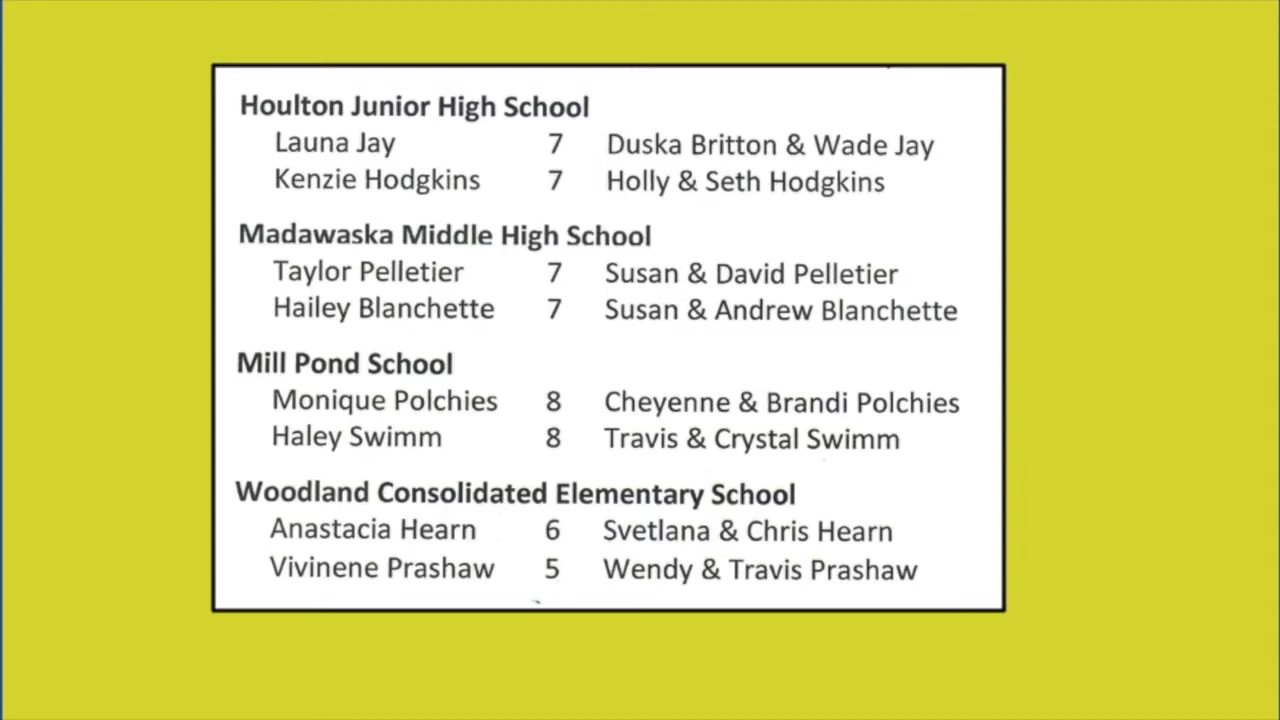 Houlton Junior High School
Launa Jay 7 Duska Britton & Wade Jay
Kenzie Hodgkins 7 Holly & Seth Hodgkins
Madawaska Middle High School
Taylor Pelletier 7 Susan & David Pelletier
Hailey Blanchette 7 Susan & Andrew Blanchette
Mill Pond School
Monique Polchies 8 Cheyenne & Brandi Polchies
Haley Swimm 8 Travis & Crystal Swimm
Woodland Consolidated Elementary School
Anastacia Hearn 6 Svetlana & Chris Hearn
Vivinene Prashaw 5 Wendy & Travis Prashaw